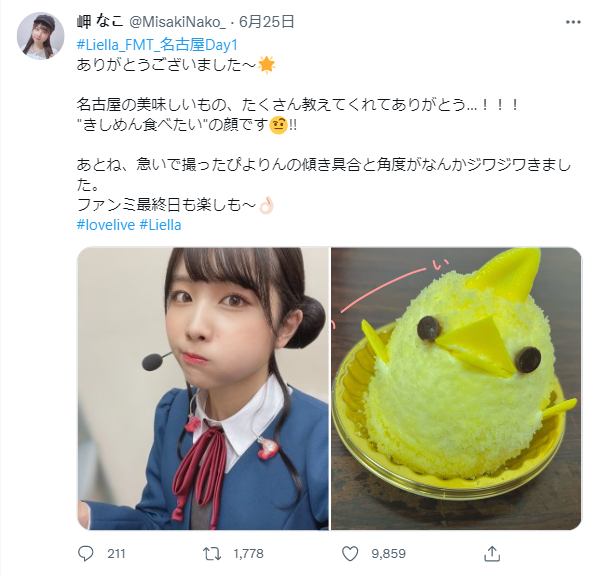 岬 なこ @MisakiNako_ · 6月25日
#Liella_FMT_名古屋Day1
ありがとうございました〜🌟
名古屋の美味しいもの、たくさん教えてくれてありがとう...！！！
"きしめん食べたい"の顔です🤨‼
あとね、急いで撮ったぴよりんの傾き具合と角度がなんかジワジワきまし
た。
ファンミ最終日も楽しも〜👌🏻
#lovelive #Liella
い
211 1,778 9,859